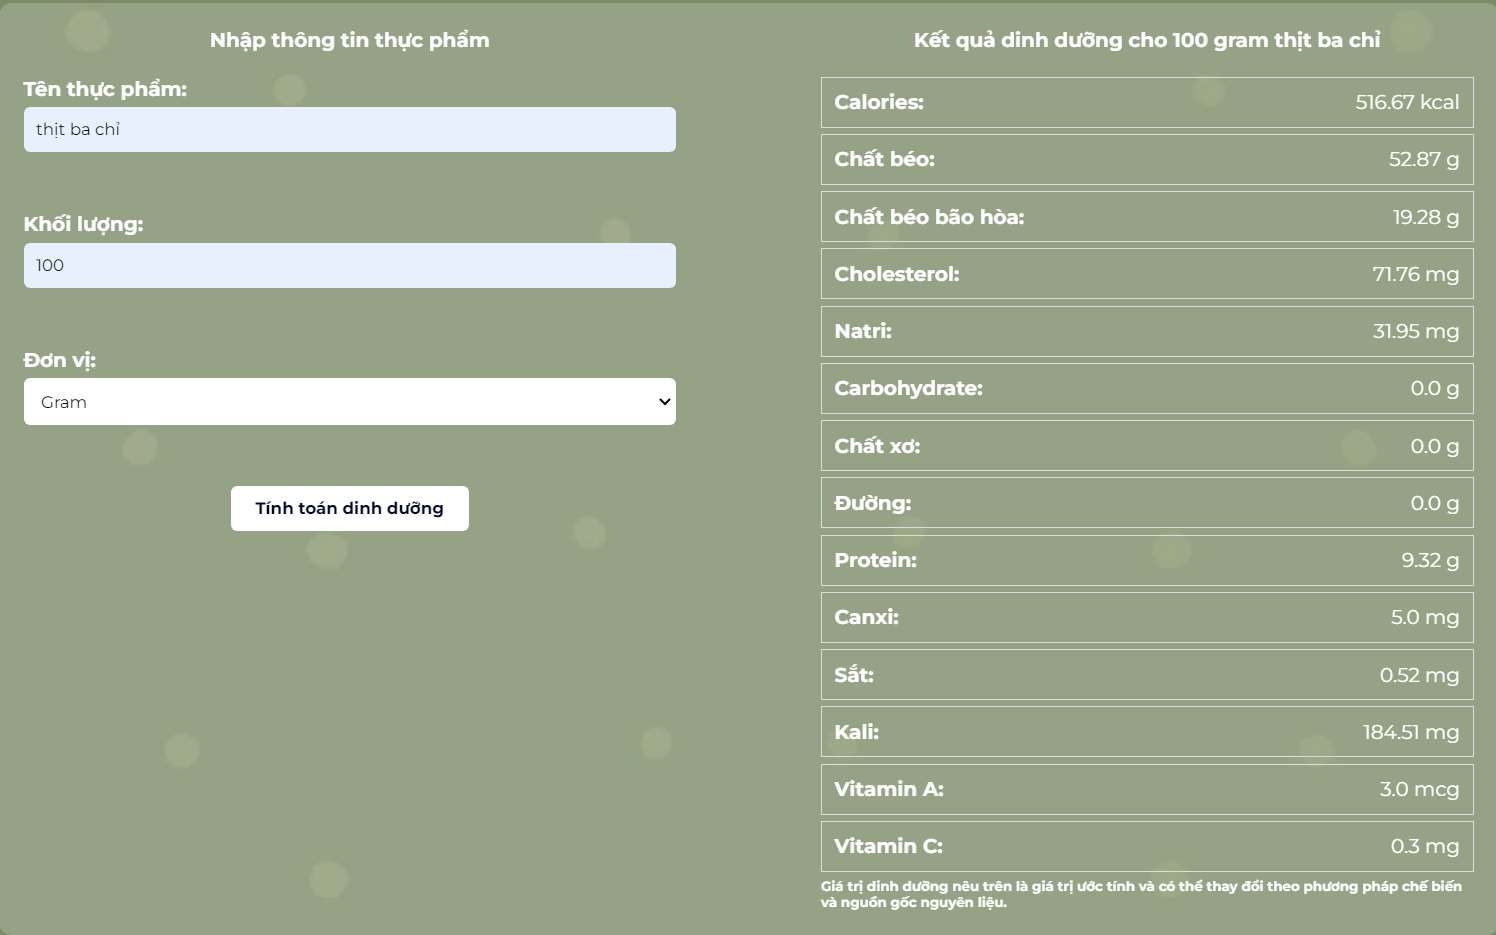 Nhập thông tin thực phẩm
Tên thực phẩm:
thịt ba chỉ
Khối lượng:
100
Đơn vị:
Gram
Tính toán dinh dưỡng
Kết quả dinh dưỡng cho 100 gram thịt ba chỉ
Calories: 516.67 kcal
Chất béo: 52.87 g
Chất béo bão hòa: 19.28 g
Cholesterol: 71.76 mg
Natri: 31.95 mg
Carbohydrate: 0.0 g
Chất xơ: 0.0 g
Đường: 0.0 g
Protein: 9.32 g
Canxi: 5.0 mg
Sắt: 0.52 mg
Kali: 184.51 mg
Vitamin A: 3.0 mcg
Vitamin C: 0.3 mg
Giá trị dinh dưỡng nêu trên là giá trị ước tính và có thể thay đổi theo phương pháp chế biến
và nguồn gốc nguyên liệu.